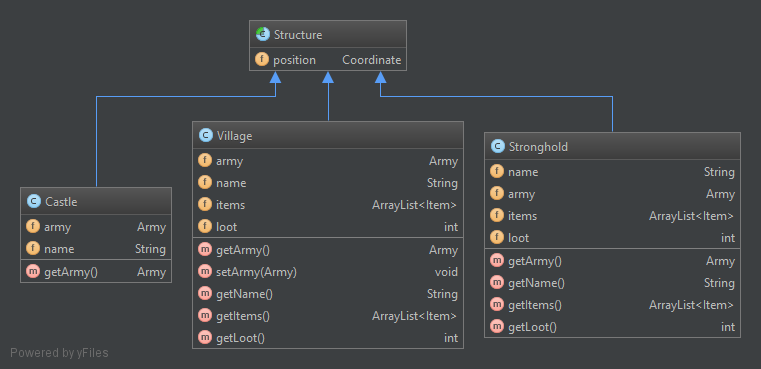 Structure
position Coordinate
Castle
army Army
name String
getArmy() Army
Village
army Army
name String
items ArrayList<Item>
loot int
getArmy() Army
setArmy(Army) void
getName() String
getItems() ArrayList<Item>
getLoot() int
Stronghold
name String
army Army
items ArrayList<Item>
loot int
getArmy() Army
getName() String
getItems() ArrayList<Item>
getLoot() int
Powered by yFiles